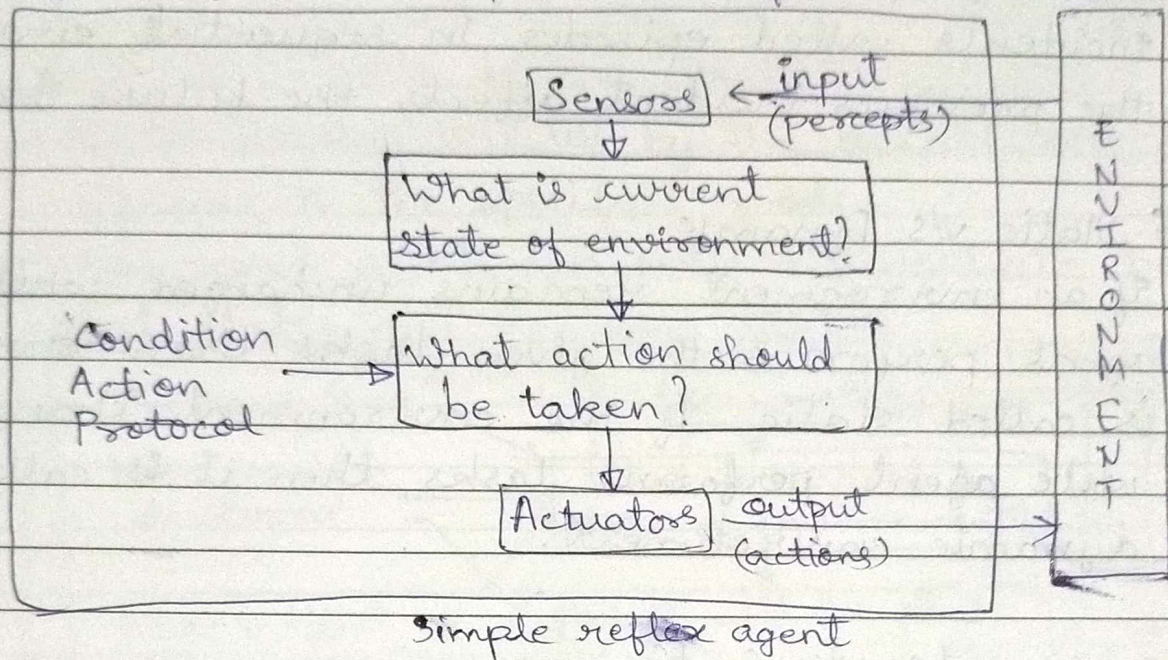 Sensors
input
(percepts)
What is current
state of environment?
Condition
Action
Protocol
What action should
be taken?
Actuators
output
(actions)
ENVIRONMENT
Simple reflex agent